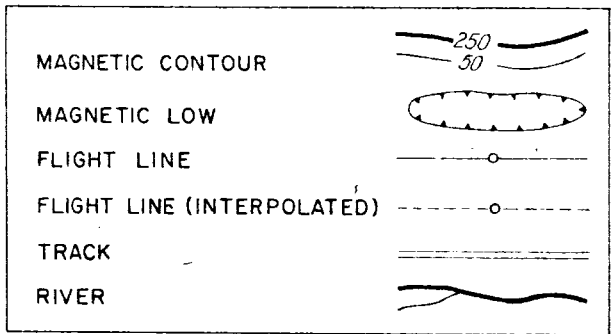 250
MAGNETIC CONTOUR 50
MAGNETIC LOW
FLIGHT LINE
FLIGHT LINE (INTERPOLATED)
TRACK
RIVER